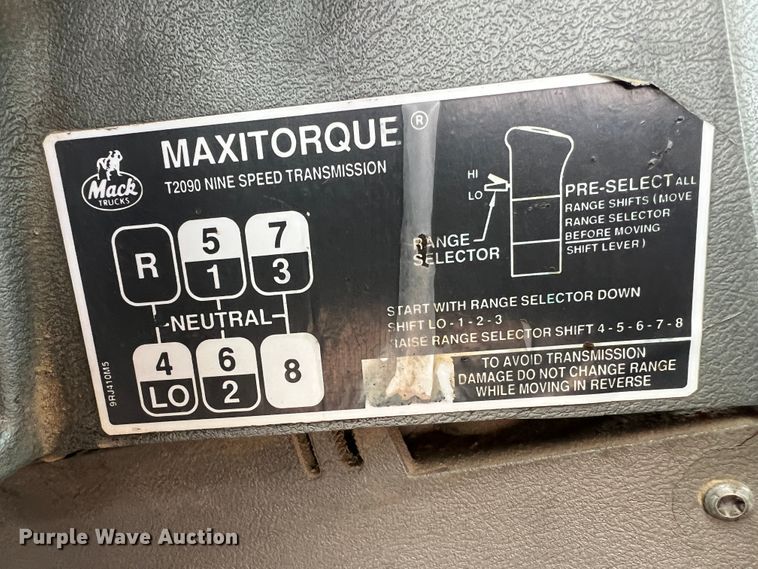 MAXITORQUE ®
T2090 NINE SPEED TRANSMISSION
Mack
TRUCKS
R 5 7
1 3
NEUTRAL
4 6 8
LO 2
9RJ410M5
HI
LO
RANGE
SELECTOR
PRE-SELECT ALL
RANGE SHIFTS (MOVE
RANGE SELECTOR
BEFORE MOVING
SHIFT LEVER)
START WITH RANGE SELECTOR DOWN
SHIFT LO - 1 - 2 - 3
RAISE RANGE SELECTOR SHIFT 4 - 5 - 6 - 7 - 8
TO AVOID TRANSMISSION
DAMAGE DO NOT CHANGE RANGE
WHILE MOVING IN REVERSE
Purple Wave Auction